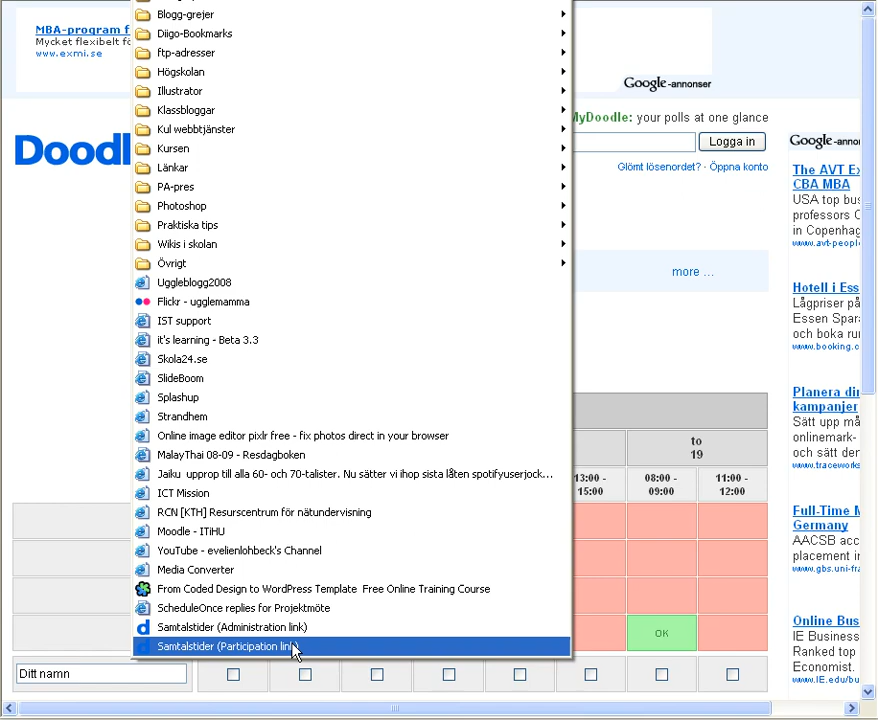 MBA-program f
Mycket flexibelt fö
www.exmi.se
Google-annonser
Doodl
MyDoodle: your polls at one glance
Logga in
Glömt lösenordet? · Öppna konto
more ...
Blogg-grejer
Diigo-Bookmarks
ftp-adresser
Högskolan
Illustrator
Klassbloggar
Kul webbtjänster
Kursen
Länkar
PA-pres
Photoshop
Praktiska tips
Wikis i skolan
Övrigt
Uggleblogg2008
Flickr - ugglemamma
IST support
it's learning - Beta 3.3
Skola24.se
SlideBoom
Splashup
Strandhem
Online image editor pixlr free - fix photos direct in your browser
MalayThai 08-09 - Resdagboken
Jaiku upprop till alla 60- och 70-talister. Nu sätter vi ihop sista låten spotifyuserjock...
ICT Mission
RCN [KTH] Resurscentrum för nätundervisning
Moodle - ITiHU
YouTube - evelienlohbeck's Channel
Media Converter
From Coded Design to WordPress Template Free Online Training Course
ScheduleOnce replies for Projektmöte
Samtalstider (Administration link)
Samtalstider (Participation link)
to
19
13:00 -
15:00
08:00 -
09:00
11:00 -
12:00
OK
Ditt namn
Google-annon
The AVT Ex
CBA MBA
USA top bus
professors C
in Copenhag
www.avt-peopl
Hotell i Ess
Lågpriser på
Essen Spara
och boka ru
www.booking.c
Planera din
kampanjer
Sätt upp må
onlinemark-
och sätt den
www.traceworks
Full-Time M
Germany
AACSB acc
placement in
www.gbs.uni-fra
Online Bus
IE Business
Ranked top
Economist.
www.IE.edu/bu